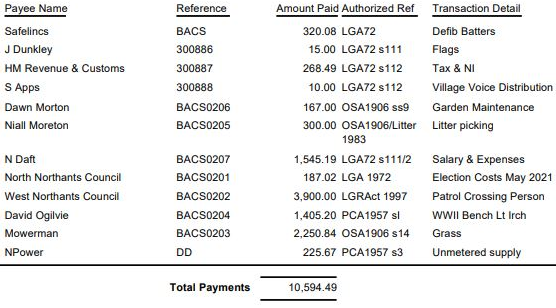 Payee Name Reference Amount Paid Authorized Ref Transaction Detail
Safelincs BACS 320.08 LGA72 Defib Batters
J Dunkley 300886 15.00 LGA72 s111 Flags
HM Revenue & Customs 300887 268.49 LGA72 s112 Tax & NI
S Apps 300888 10.00 LGA72 s112 Village Voice Distribution
Dawn Morton BACS0206 167.00 OSA1906 ss9 Garden Maintenance
Niall Moreton BACS0205 300.00 OSA1906/Litter Litter picking
1983
N Daft BACS0207 1,545.19 LGA72 s111/2 Salary & Expenses
North Northants Council BACS0201 187.02 LGA 1972 Election Costs May 2021
West Northants Council BACS0202 3,900.00 LGRAct 1997 Patrol Crossing Person
David Ogilvie BACS0204 1,405.20 PCA1957 sl WWII Bench Lt Irch
Mowerman BACS0203 2,250.84 OSA1906 s14 Grass
NPower DD 225.67 PCA1957 s3 Unmetered supply
Total Payments 10,594.49